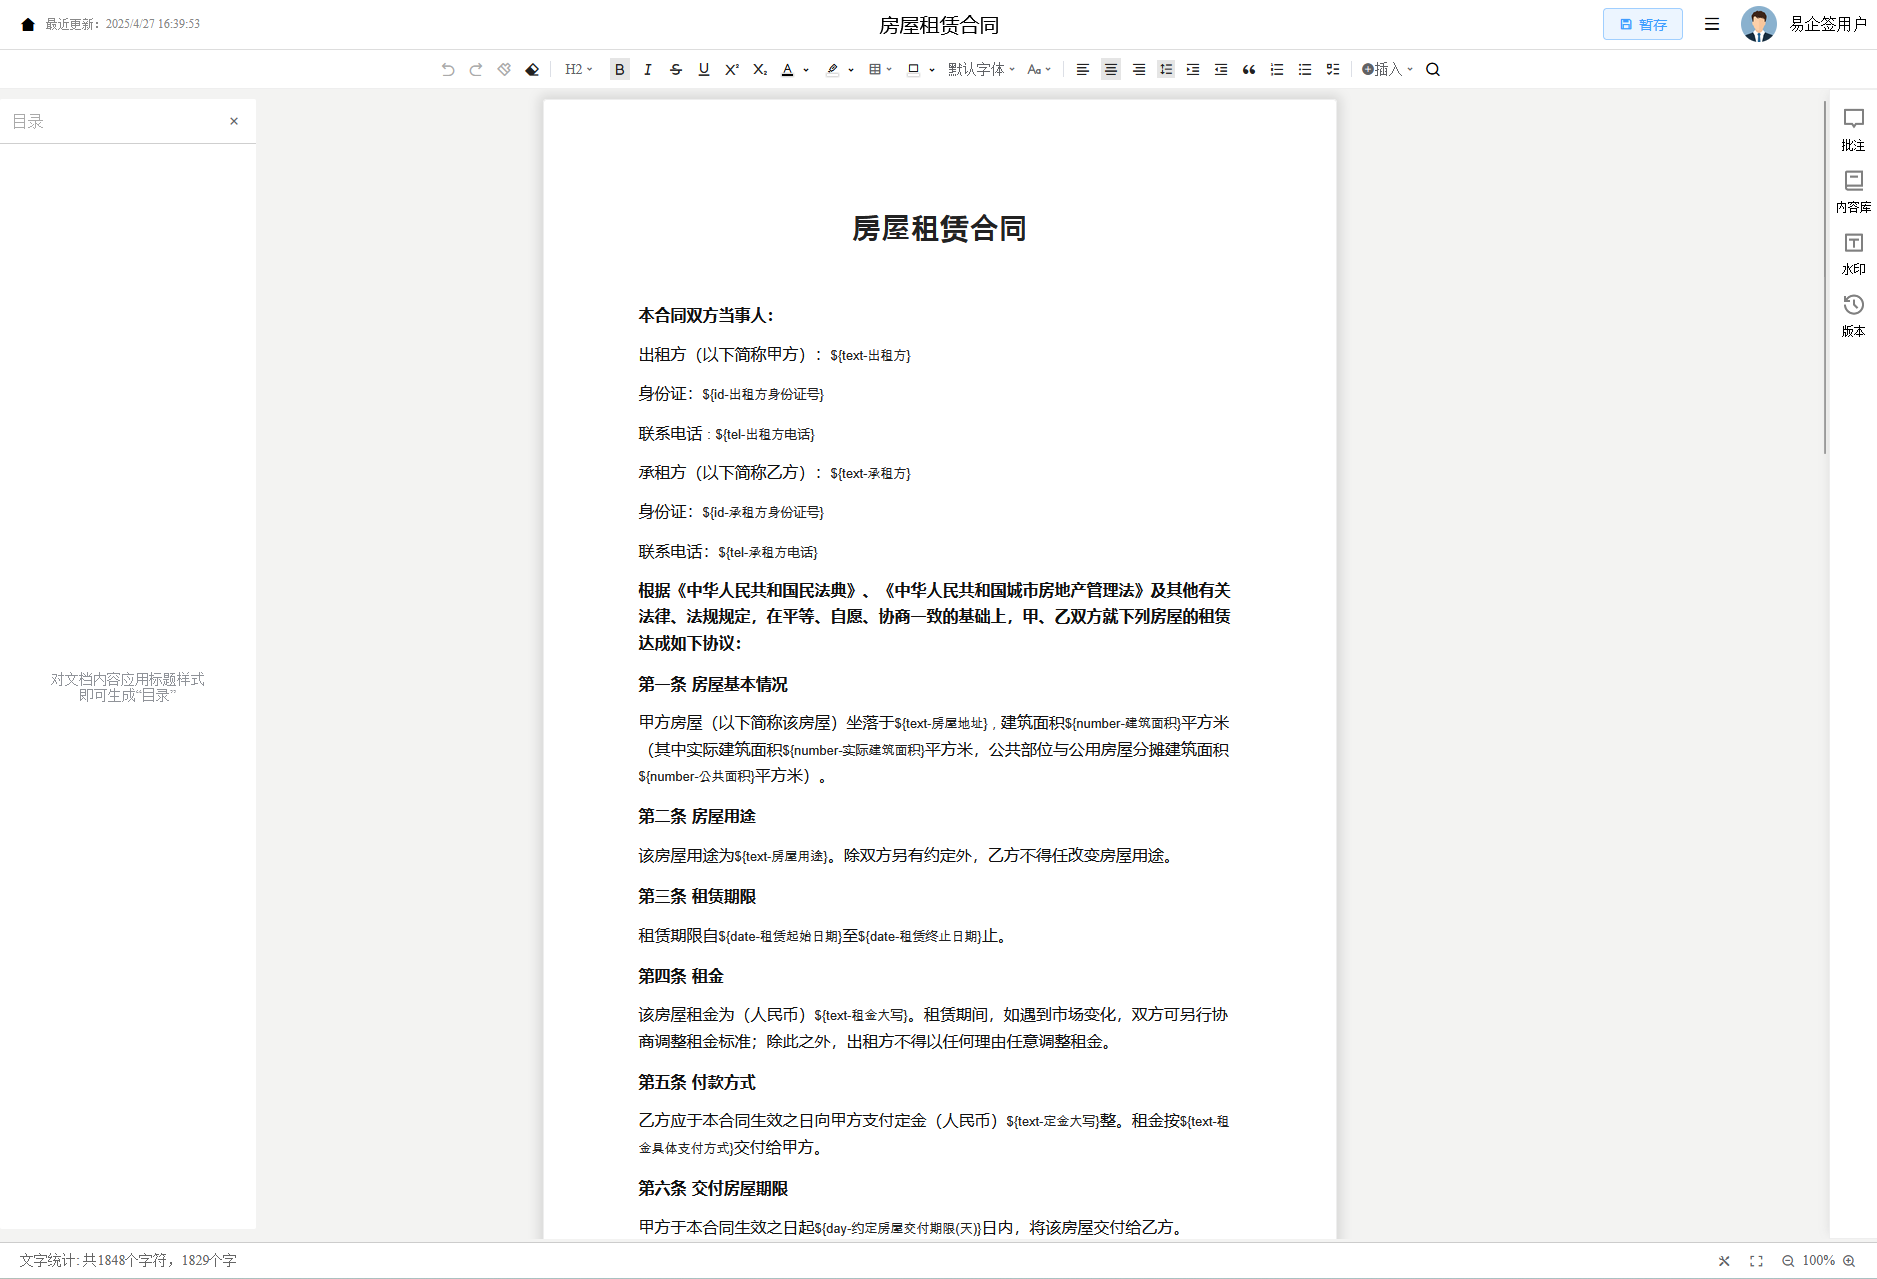 最近更新：2025/4/27 16:39:53
房屋租赁合同
暂存
易企签用户
H2
B I S U X² X₂ A
默认字体
Aa
插入
目录
对文档内容应用标题样式
即可生成“目录”
房屋租赁合同
本合同双方当事人：
出租方（以下简称甲方）：${text-出租方}
身份证：${id-出租方身份证号}
联系电话：${tel-出租方电话}
承租方（以下简称乙方）：${text-承租方}
身份证：${id-承租方身份证号}
联系电话：${tel-承租方电话}
根据《中华人民共和国民法典》、《中华人民共和国城市房地产管理法》及其他有关
法律、法规规定，在平等、自愿、协商一致的基础上，甲、乙双方就下列房屋的租赁
达成如下协议：
第一条 房屋基本情况
甲方房屋（以下简称该房屋）坐落于${text-房屋地址}，建筑面积${number-建筑面积}平方米
（其中实际建筑面积${number-实际建筑面积}平方米，公共部位与公用房屋分摊建筑面积
${number-公共面积}平方米）。
第二条 房屋用途
该房屋用途为${text-房屋用途}。除双方另有约定外，乙方不得任改变房屋用途。
第三条 租赁期限
租赁期限自${date-租赁起始日期}至${date-租赁终止日期}止。
第四条 租金
该房屋租金为（人民币）${text-租金大写}。租赁期间，如遇到市场变化，双方可另行协
商调整租金标准；除此之外，出租方不得以任何理由任意调整租金。
第五条 付款方式
乙方应于本合同生效之日向甲方支付定金（人民币）${text-定金大写}整。租金按${text-租
金具体支付方式}交付给甲方。
第六条 交付房屋期限
甲方于本合同生效之日起${day-约定房屋交付期限(天)}日内，将该房屋交付给乙方。
批注
内容库
水印
版本
文字统计: 共1848个字符，1829个字
100%